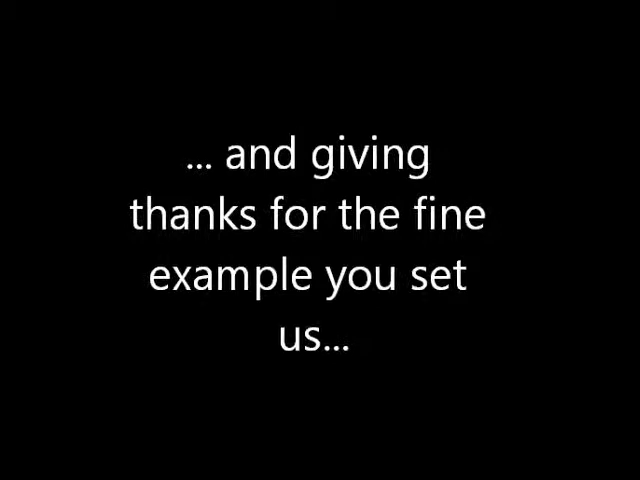 ... and giving
thanks for the fine
example you set
us...